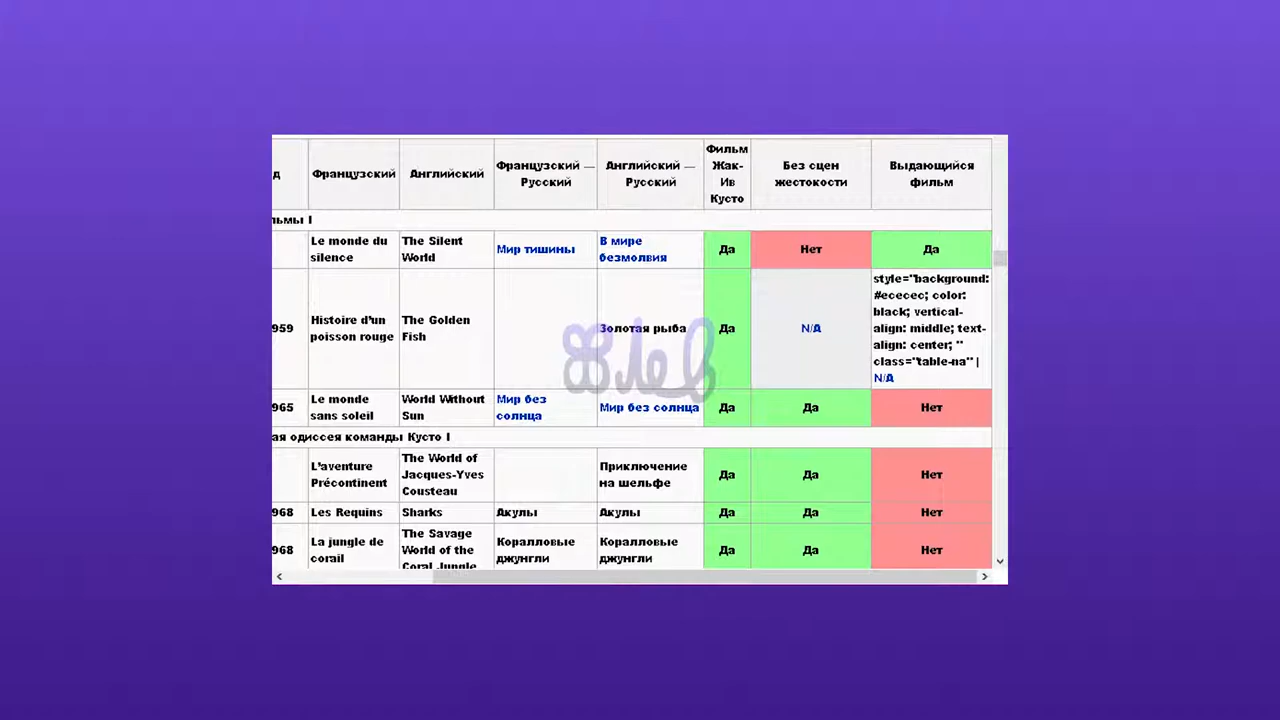 д
Французский
Английский
Французский —
Русский
Английский —
Русский
Фильм
Жак-
Ив
Кусто
Без сцен
жестокости
Выдающийся
фильм
льмы I
Le monde du
silence
The Silent
World
Мир тишины
В мире
безмолвия
Да
Нет
Да
959
Histoire d'un
poisson rouge
The Golden
Fish
Золотая рыба
Да
N/A
style="background:
#ececec; color:
black; vertical-
align: middle; text-
align: center; "
class="table-na" |
N/A
965
Le monde
sans soleil
World Without
Sun
Мир без
солнца
Мир без солнца
Да
Да
Нет
ая одиссея команды Кусто I
L'aventure
Précontinent
The World of
Jacques-Yves
Cousteau
Приключение
на шельфе
Да
Да
Нет
968
Les Requins
Sharks
Акулы
Акулы
Да
Да
Нет
968
La jungle de
corail
The Savage
World of the
Coral Jungle
Коралловые
джунгли
Коралловые
джунгли
Да
Да
Нет